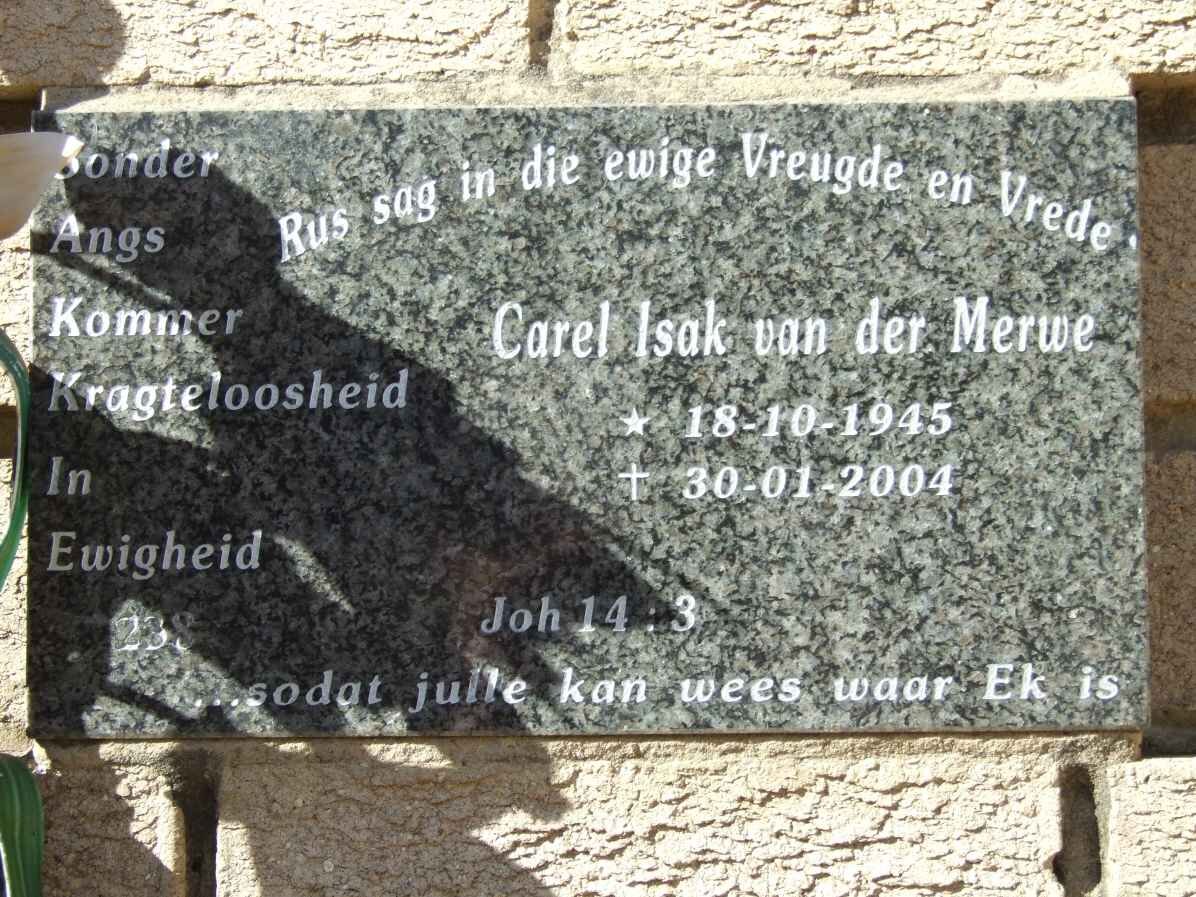 Rus sag in die ewige Vreugde en Vrede.
Sonder
Angs
Kommer
Kragteloosheid
In
Ewigheid
238
Carel Isak van der Merwe
★ 18-10-1945
† 30-01-2004
Joh 14 : 3
...sodat julle kan wees waar Ek is